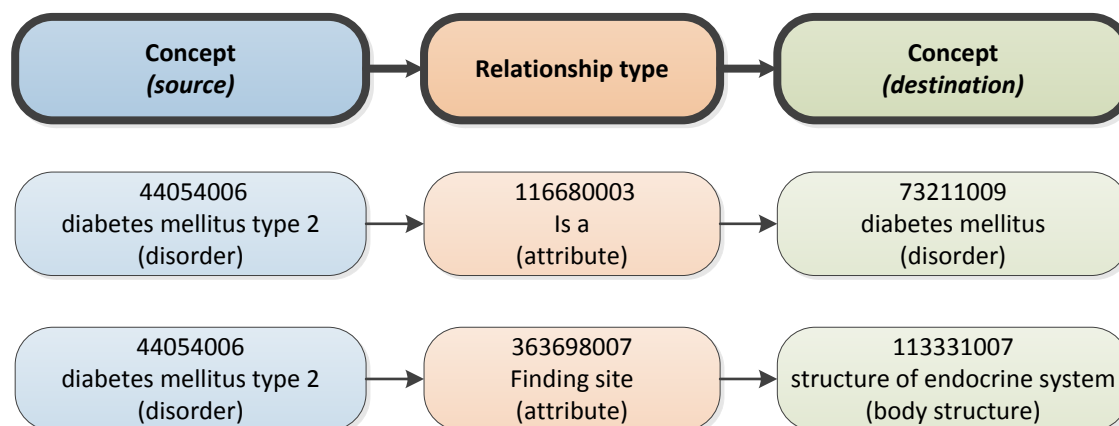 Concept
(source)
Relationship type
Concept
(destination)
44054006
diabetes mellitus type 2
(disorder)
116680003
Is a
(attribute)
73211009
diabetes mellitus
(disorder)
44054006
diabetes mellitus type 2
(disorder)
363698007
Finding site
(attribute)
113331007
structure of endocrine system
(body structure)